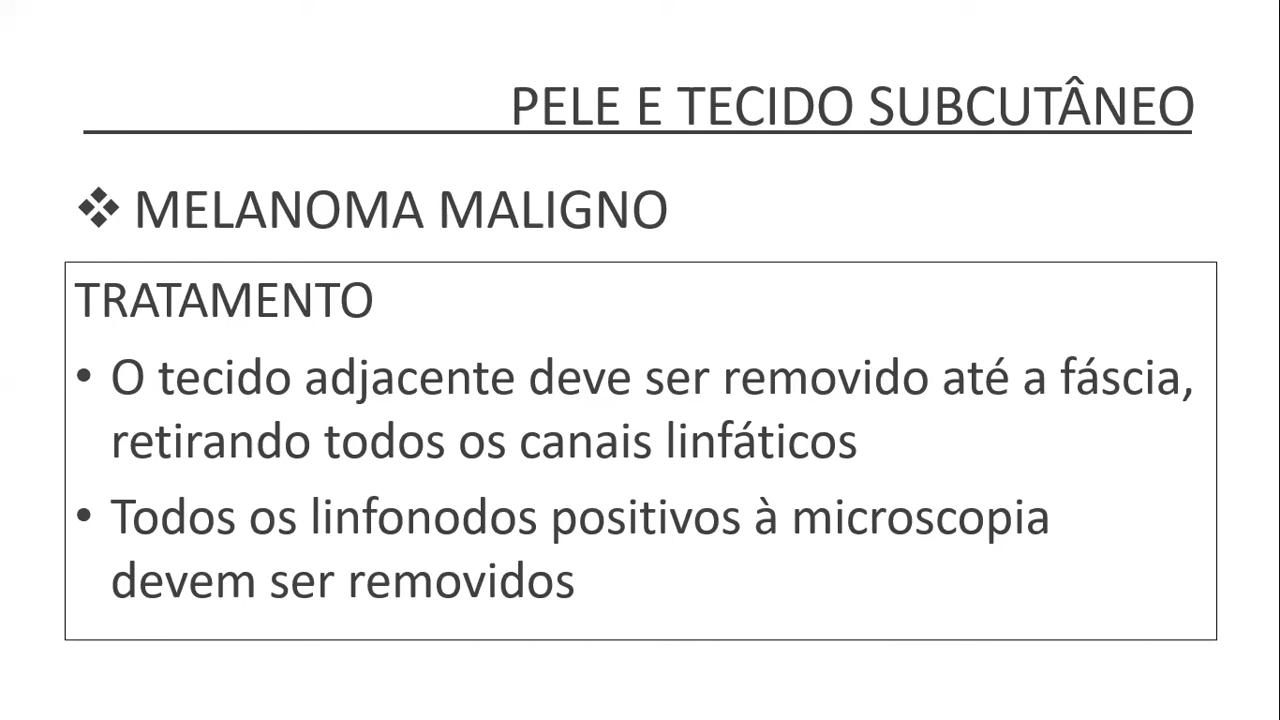 PELE E TECIDO SUBCUTÂNEO
❖ MELANOMA MALIGNO
TRATAMENTO
• O tecido adjacente deve ser removido até a fáscia,
retirando todos os canais linfáticos
• Todos os linfonodos positivos à microscopia
devem ser removidos